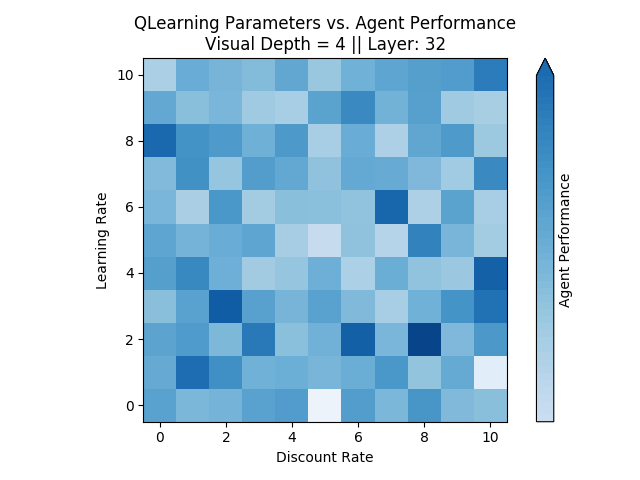 QLearning Parameters vs. Agent Performance
Visual Depth = 4 || Layer: 32
10
8
6
4
2
0
Learning Rate
0 2 4 6 8 10
Discount Rate
Agent Performance